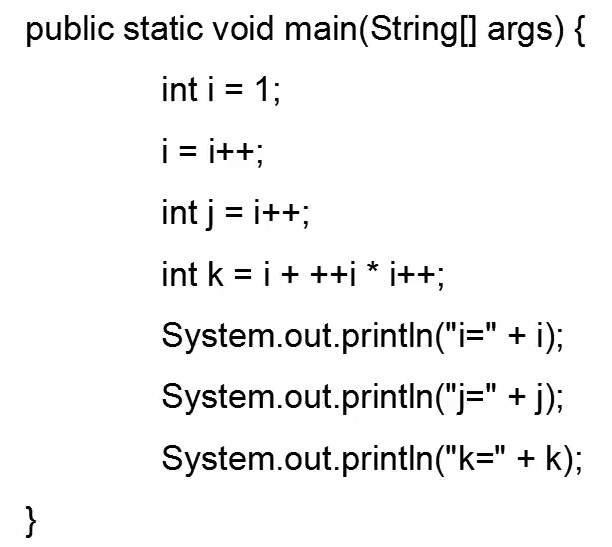 public static void main(String[] args) {
int i = 1;
i = i++;
int j = i++;
int k = i + ++i * i++;
System.out.println("i=" + i);
System.out.println("j=" + j);
System.out.println("k=" + k);
}